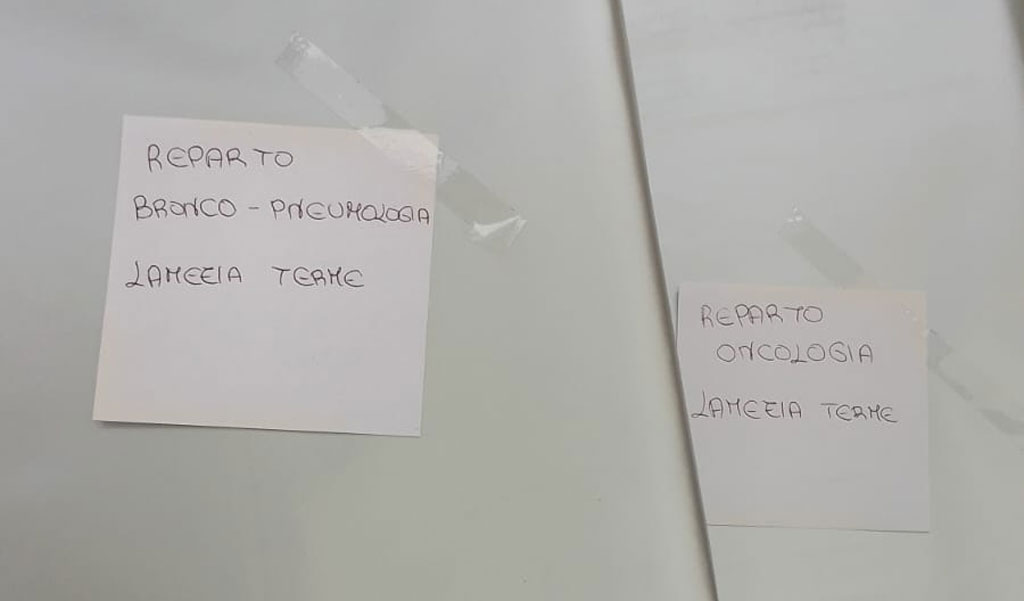 REPARTO
BRONCO - PNEUMOLOGIA
LAMEZIA TERME
REPARTO
ONCOLOGIA
LAMEZIA TERME